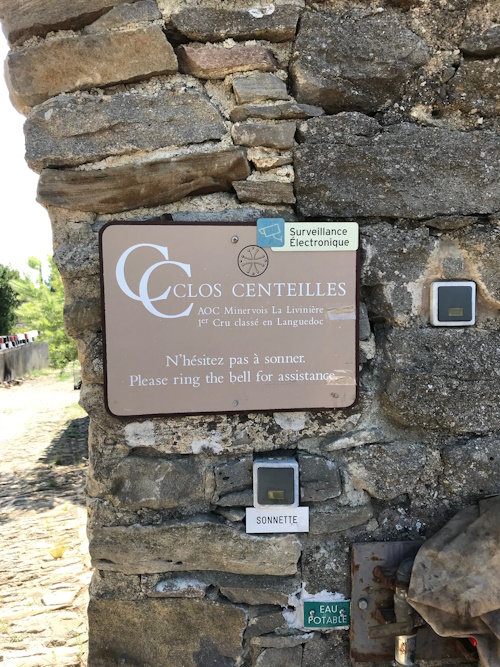 Surveillance
Électronique
CC CLOS CENTEILLES
AOC Minervois La Livinière
1er Cru classé en Languedoc
N'hésitez pas à sonner.
Please ring the bell for assistance.
SONNETTE
EAU
POTABLE